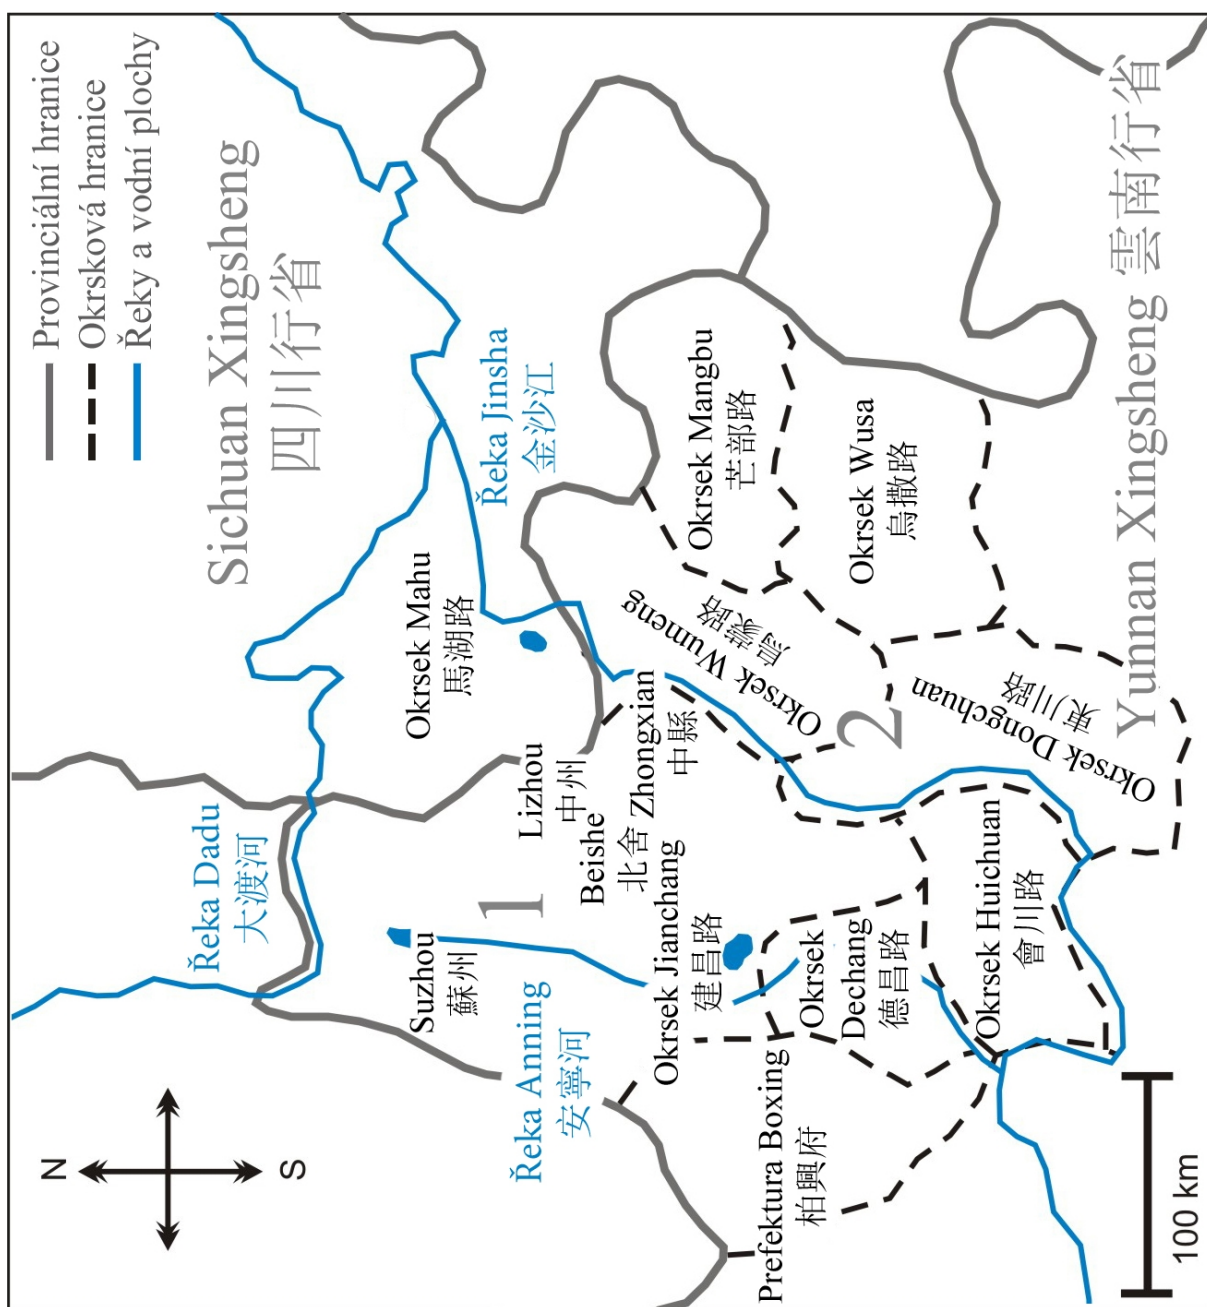 Provinciální hranice
Okrsková hranice
Řeky a vodní plochy
Sichuan Xingsheng
四川行省
N
S
Řeka Dadu
大渡河
Řeka Jinsha
金沙江
Okrsek Mahu
馬湖路
Suzhou
蘇州
1
Lizhou
中州
Beishe
北舍
Zhongxian
中縣
Řeka Anning
安寧河
Okrsek Jianchang
建昌路
Okrsek Mangbu
芒部路
Okrsek Wumeng
烏蒙路
Okrsek Wusa
烏撒路
2
Prefektura Boxing
柏興府
Okrsek
Dechang
德昌路
Okrsek Huichuan
會川路
Okrsek Dongchuan
東川路
Yunnan Xingsheng 雲南行省
100 km